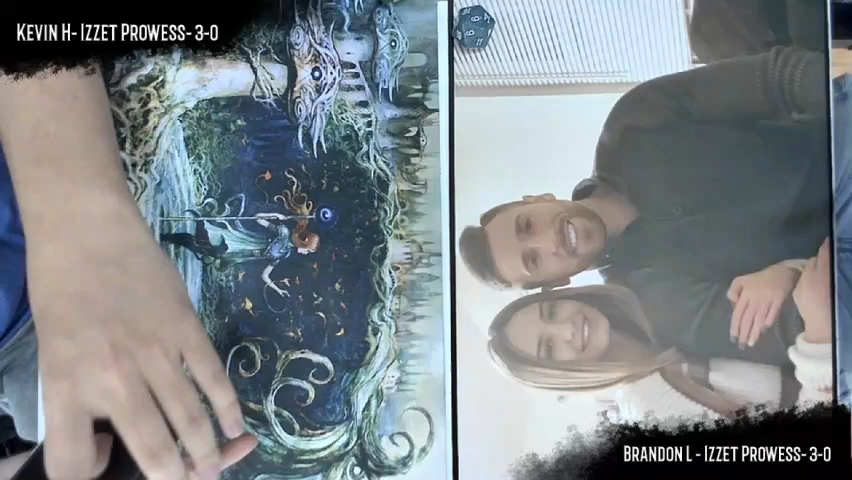 Kevin H- Izzet Prowess- 3-0
Brandon L - Izzet Prowess- 3-0